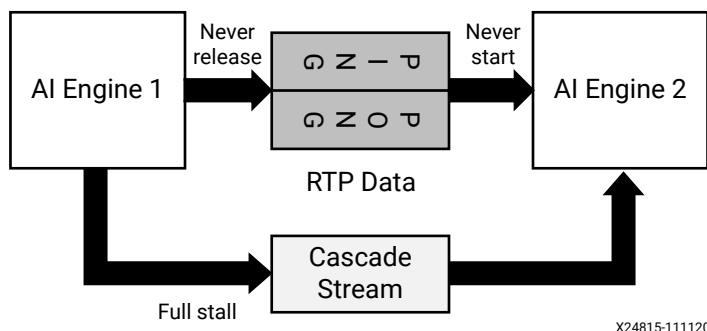 Never
release
Never
start
AI Engine 1
PING
PONG
AI Engine 2
RTP Data
Cascade
Stream
Full stall
X24815-111120